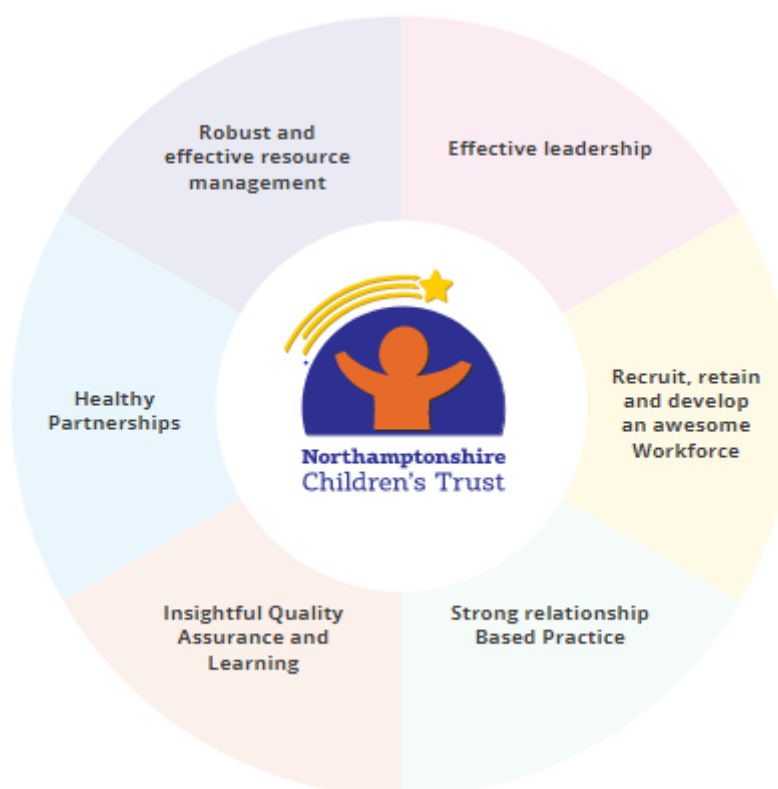 Robust and
effective resource
management
Effective leadership
Recruit, retain
and develop
an awesome
Workforce
Strong relationship
Based Practice
Insightful Quality
Assurance and
Learning
Healthy
Partnerships
Northamptonshire
Children's Trust